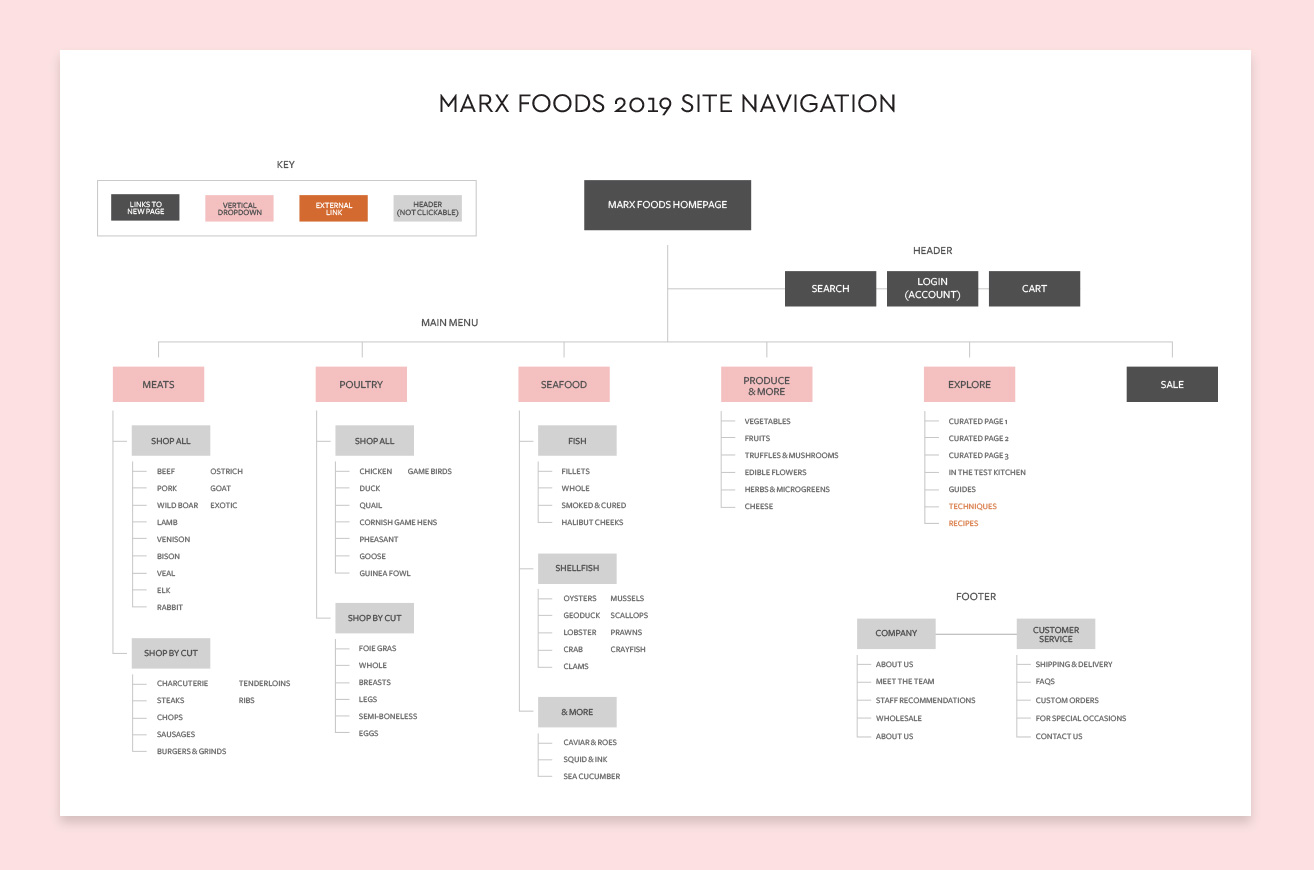 MARX FOODS 2019 SITE NAVIGATION
KEY
LINKS TO
NEW PAGE
VERTICAL
DROPDOWN
EXTERNAL
LINK
HEADER
(NOT CLICKABLE)
MARX FOODS HOMEPAGE
HEADER
SEARCH
LOGIN
(ACCOUNT)
CART
MAIN MENU
MEATS
SHOP ALL
BEEF
PORK
WILD BOAR
LAMB
VENISON
BISON
VEAL
ELK
RABBIT
OSTRICH
GOAT
EXOTIC
SHOP BY CUT
CHARCUTERIE
STEAKS
CHOPS
SAUSAGES
BURGERS & GRINDS
TENDERLOINS
RIBS
POULTRY
SHOP ALL
CHICKEN
DUCK
QUAIL
CORNISH GAME HENS
PHEASANT
GOOSE
GUINEA FOWL
GAME BIRDS
SHOP BY CUT
FOIE GRAS
WHOLE
BREASTS
LEGS
SEMI-BONELESS
EGGS
SEAFOOD
FISH
FILLETS
WHOLE
SMOKED & CURED
HALIBUT CHEEKS
SHELLFISH
OYSTERS
GEODUCK
LOBSTER
CRAB
CLAMS
MUSSELS
SCALLOPS
PRAWNS
CRAYFISH
& MORE
CAVIAR & ROES
SQUID & INK
SEA CUCUMBER
PRODUCE
& MORE
VEGETABLES
FRUITS
TRUFFLES & MUSHROOMS
EDIBLE FLOWERS
HERBS & MICROGREENS
CHEESE
EXPLORE
CURATED PAGE 1
CURATED PAGE 2
CURATED PAGE 3
IN THE TEST KITCHEN
GUIDES
TECHNIQUES
RECIPES
SALE
FOOTER
COMPANY
ABOUT US
MEET THE TEAM
STAFF RECOMMENDATIONS
WHOLESALE
ABOUT US
CUSTOMER
SERVICE
SHIPPING & DELIVERY
FAQS
CUSTOM ORDERS
FOR SPECIAL OCCASIONS
CONTACT US